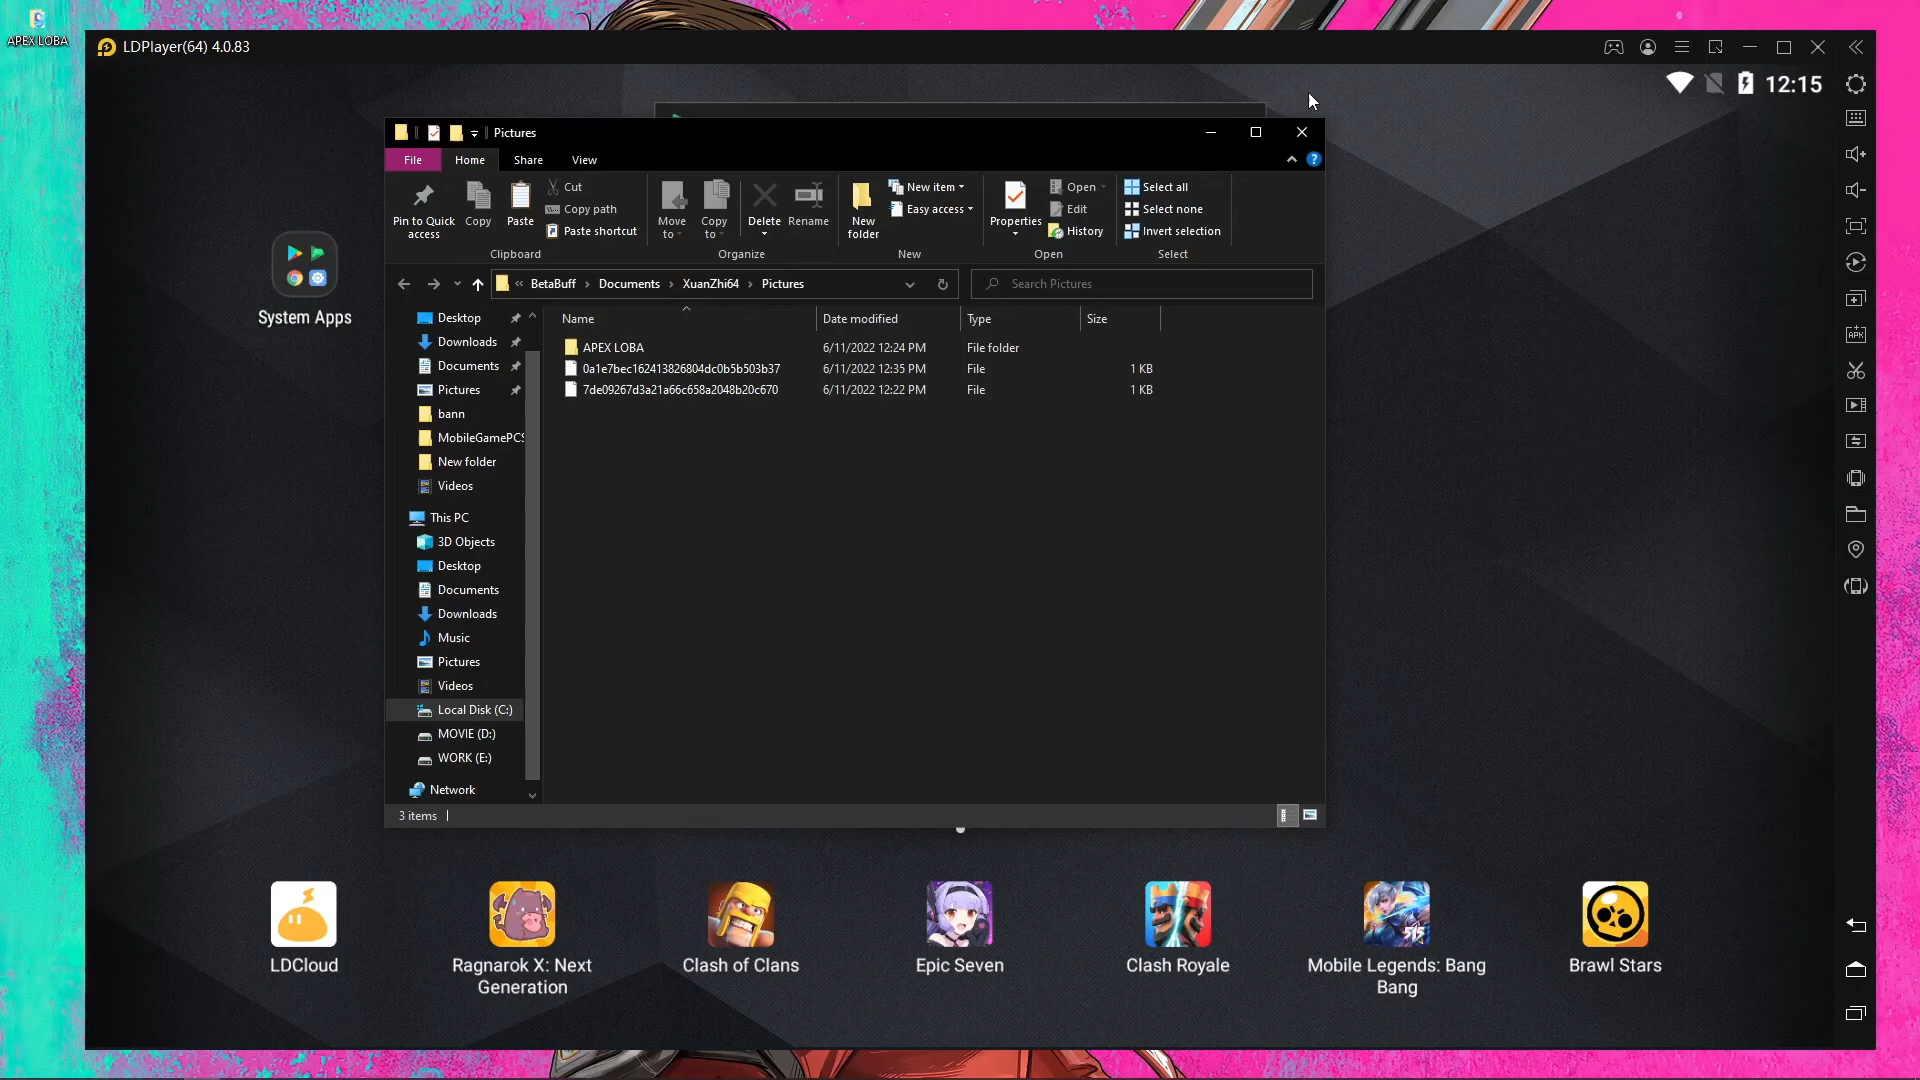 APEX LOBA
LDPlayer(64) 4.0.83
12:15
Pictures
File Home Share View
Pin to Quick access
Copy
Paste
Cut
Copy path
Paste shortcut
Clipboard
Move to
Copy to
Delete
Rename
Organize
New folder
New item
Easy access
New
Properties
Open
Edit
History
Open
Select all
Select none
Invert selection
Select
« BetaBuff › Documents › XuanZhi64 › Pictures
Search Pictures
Desktop
Downloads
Documents
Pictures
bann
MobileGamePCS
New folder
Videos
This PC
3D Objects
Desktop
Documents
Downloads
Music
Pictures
Videos
Local Disk (C:)
MOVIE (D:)
WORK (E:)
Network
Name Date modified Type Size
APEX LOBA 6/11/2022 12:24 PM File folder
0a1e7bec162413826804dc0b5b503b37 6/11/2022 12:35 PM File 1 KB
7de09267d3a21a66c658a2048b20c670 6/11/2022 12:22 PM File 1 KB
3 items
System Apps
LDCloud
Ragnarok X: Next
Generation
Clash of Clans
Epic Seven
Clash Royale
Mobile Legends: Bang
Bang
Brawl Stars
APK
515